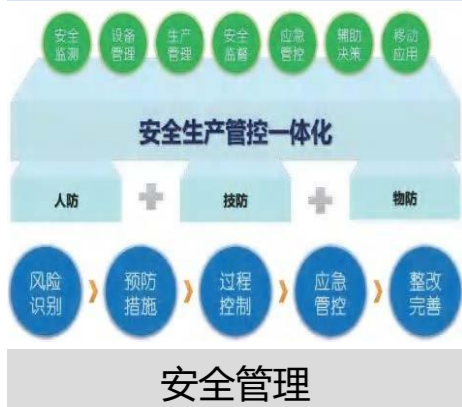 安全
监测
设备
管理
生产
管理
安全
监督
应急
管控
辅助
决策
移动
应用
安全生产管控一体化
人防
技防
物防
风险
识别
预防
措施
过程
控制
应急
管控
整改
完善
安全管理